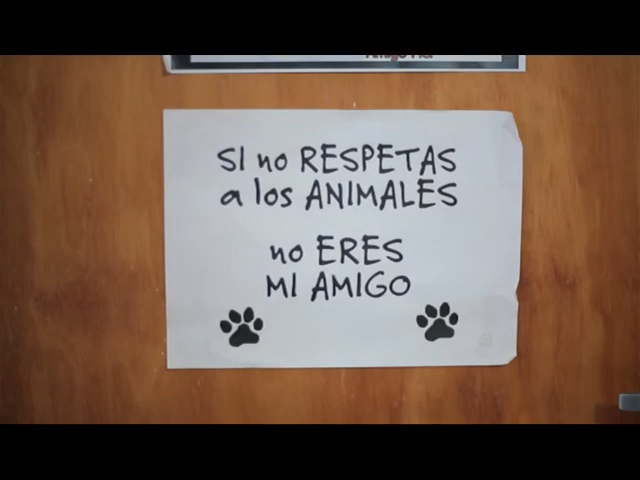 SI no RESPETAS
a los ANIMALES
no ERES
MI AMIGO